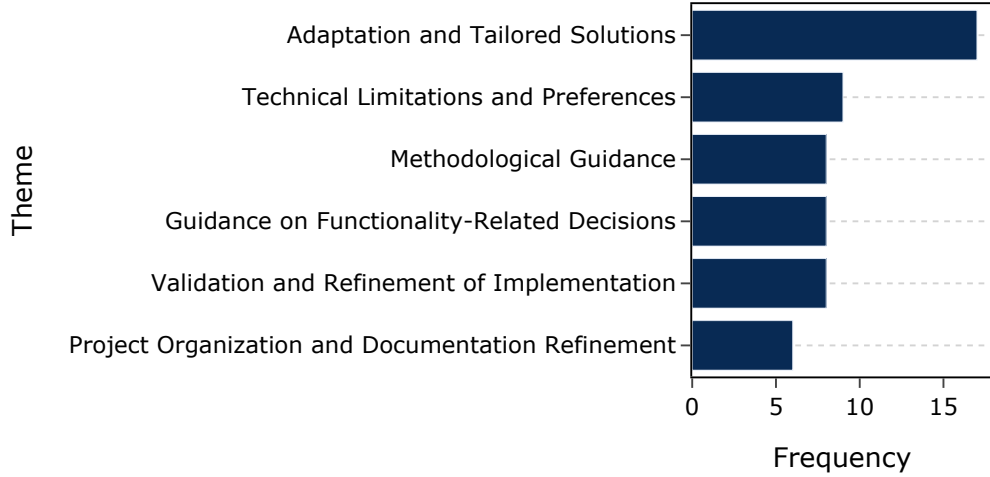 Theme
Adaptation and Tailored Solutions
Technical Limitations and Preferences
Methodological Guidance
Guidance on Functionality-Related Decisions
Validation and Refinement of Implementation
Project Organization and Documentation Refinement
0 5 10 15
Frequency